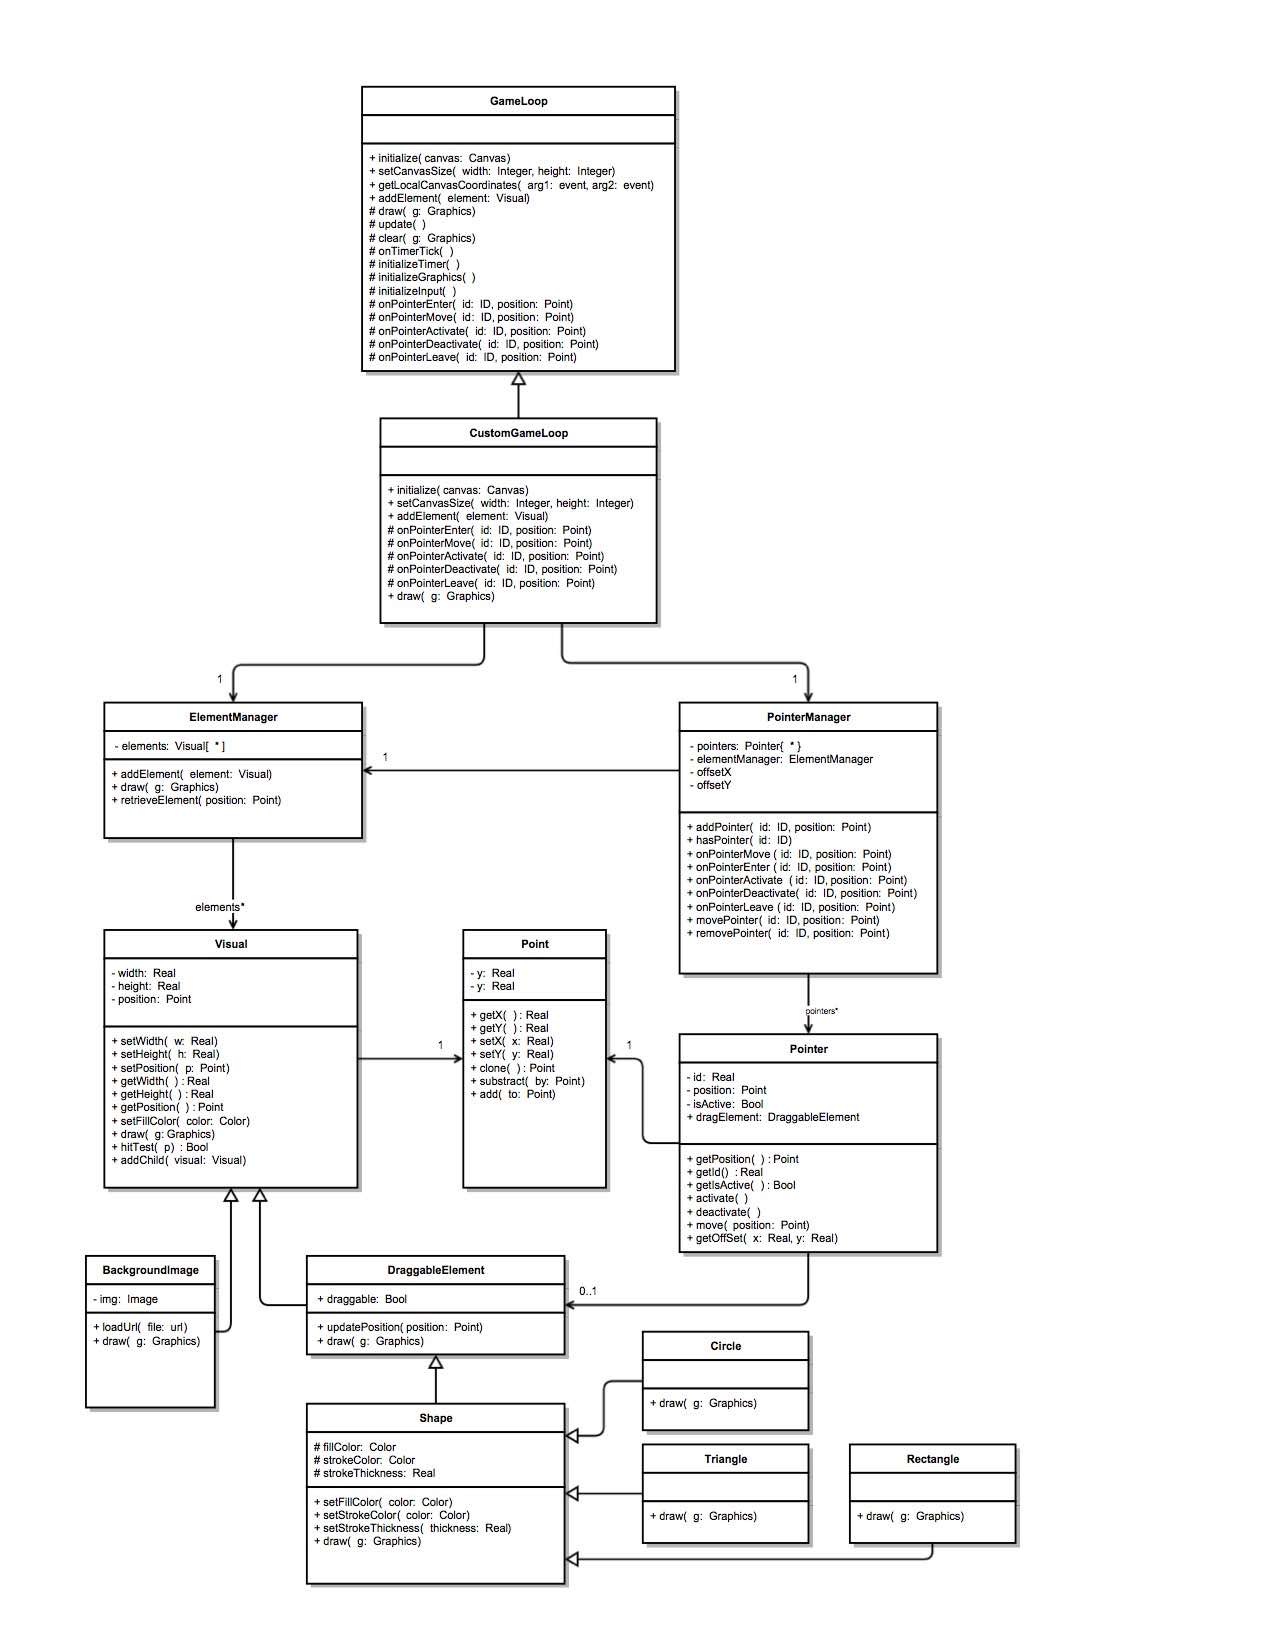 GameLoop
+ initialize( canvas: Canvas)
+ setCanvasSize( width: Integer, height: Integer)
+ getLocalCanvasCoordinates( arg1: event, arg2: event)
+ addElement( element: Visual)
# draw( g: Graphics)
# update( )
# clear( g: Graphics)
# onTimerTick( )
# initializeTimer( )
# initializeGraphics( )
# initializeInput( )
# onPointerEnter( id: ID, position: Point)
# onPointerMove( id: ID, position: Point)
# onPointerActivate( id: ID, position: Point)
# onPointerDeactivate( id: ID, position: Point)
# onPointerLeave( id: ID, position: Point)
CustomGameLoop
+ initialize( canvas: Canvas)
+ setCanvasSize( width: Integer, height: Integer)
+ addElement( element: Visual)
# onPointerEnter( id: ID, position: Point)
# onPointerMove( id: ID, position: Point)
# onPointerActivate( id: ID, position: Point)
# onPointerDeactivate( id: ID, position: Point)
# onPointerLeave( id: ID, position: Point)
+ draw( g: Graphics)
1
1
ElementManager
- elements: Visual[ * ]
+ addElement( element: Visual)
+ draw( g: Graphics)
+ retrieveElement( position: Point)
1
PointerManager
- pointers: Pointer{ * }
- elementManager: ElementManager
- offsetX
- offsetY
+ addPointer( id: ID, position: Point)
+ hasPointer( id: ID)
+ onPointerMove ( id: ID, position: Point)
+ onPointerEnter ( id: ID, position: Point)
+ onPointerActivate ( id: ID, position: Point)
+ onPointerDeactivate( id: ID, position: Point)
+ onPointerLeave ( id: ID, position: Point)
+ movePointer( id: ID, position: Point)
+ removePointer( id: ID, position: Point)
elements*
Visual
- width: Real
- height: Real
- position: Point
+ setWidth( w: Real)
+ setHeight( h: Real)
+ setPosition( p: Point)
+ getWidth( ) : Real
+ getHeight( ) : Real
+ getPosition( ) : Point
+ setFillColor( color: Color)
+ draw( g: Graphics)
+ hitTest( p) : Bool
+ addChild( visual: Visual)
1
Point
- y: Real
- y: Real
+ getX( ) : Real
+ getY( ) : Real
+ setX( x: Real)
+ setY( y: Real)
+ clone( ) : Point
+ substract( by: Point)
+ add( to: Point)
1
pointers*
Pointer
- id: Real
- position: Point
- isActive: Bool
+ dragElement: DraggableElement
+ getPosition( ) : Point
+ getId() : Real
+ getIsActive( ) : Bool
+ activate( )
+ deactivate( )
+ move( position: Point)
+ getOffSet( x: Real, y: Real)
BackgroundImage
- img: Image
+ loadUrl( file: url)
+ draw( g: Graphics)
DraggableElement
+ draggable: Bool
+ updatePosition( position: Point)
+ draw( g: Graphics)
0..1
Circle
+ draw( g: Graphics)
Shape
# fillColor: Color
# strokeColor: Color
# strokeThickness: Real
+ setFillColor( color: Color)
+ setStrokeColor( color: Color)
+ setStrokeThickness( thickness: Real)
+ draw( g: Graphics)
Triangle
+ draw( g: Graphics)
Rectangle
+ draw( g: Graphics)